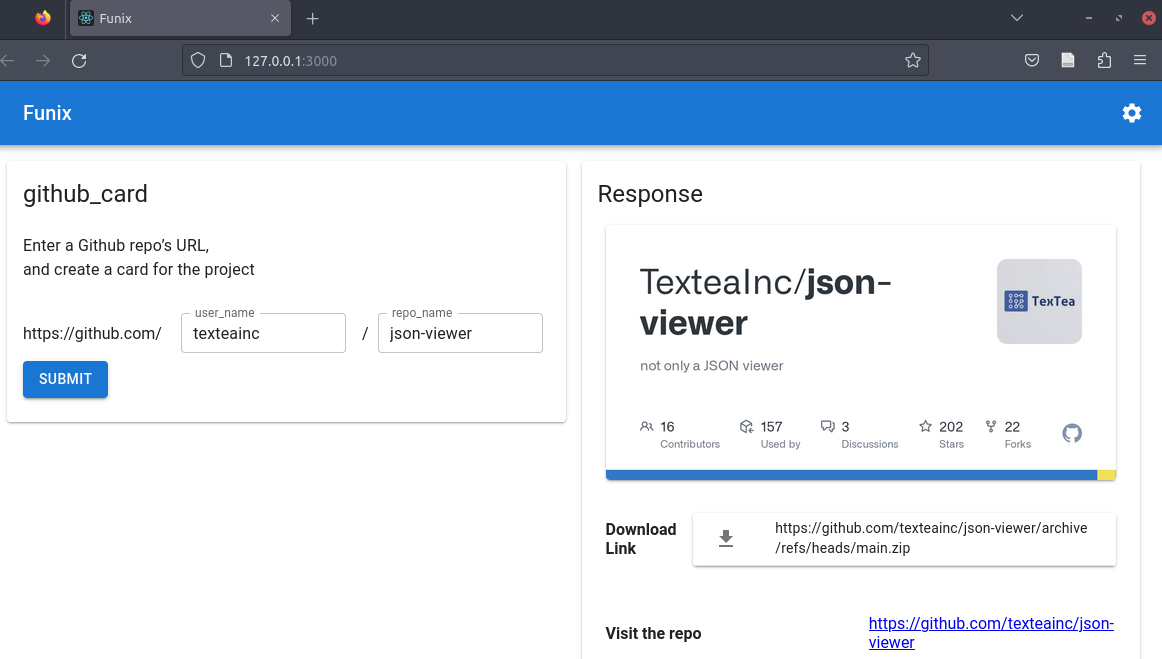 Funix
127.0.0.1:3000
Funix
github_card
Enter a Github repo’s URL,
and create a card for the project
https://github.com/
user_name
texteainc
/
repo_name
json-viewer
SUBMIT
Response
TexteaInc/json-
viewer
TexTea
not only a JSON viewer
16
Contributors
157
Used by
3
Discussions
202
Stars
22
Forks
Download
Link
https://github.com/texteainc/json-viewer/archive
/refs/heads/main.zip
Visit the repo
https://github.com/texteainc/json-
viewer